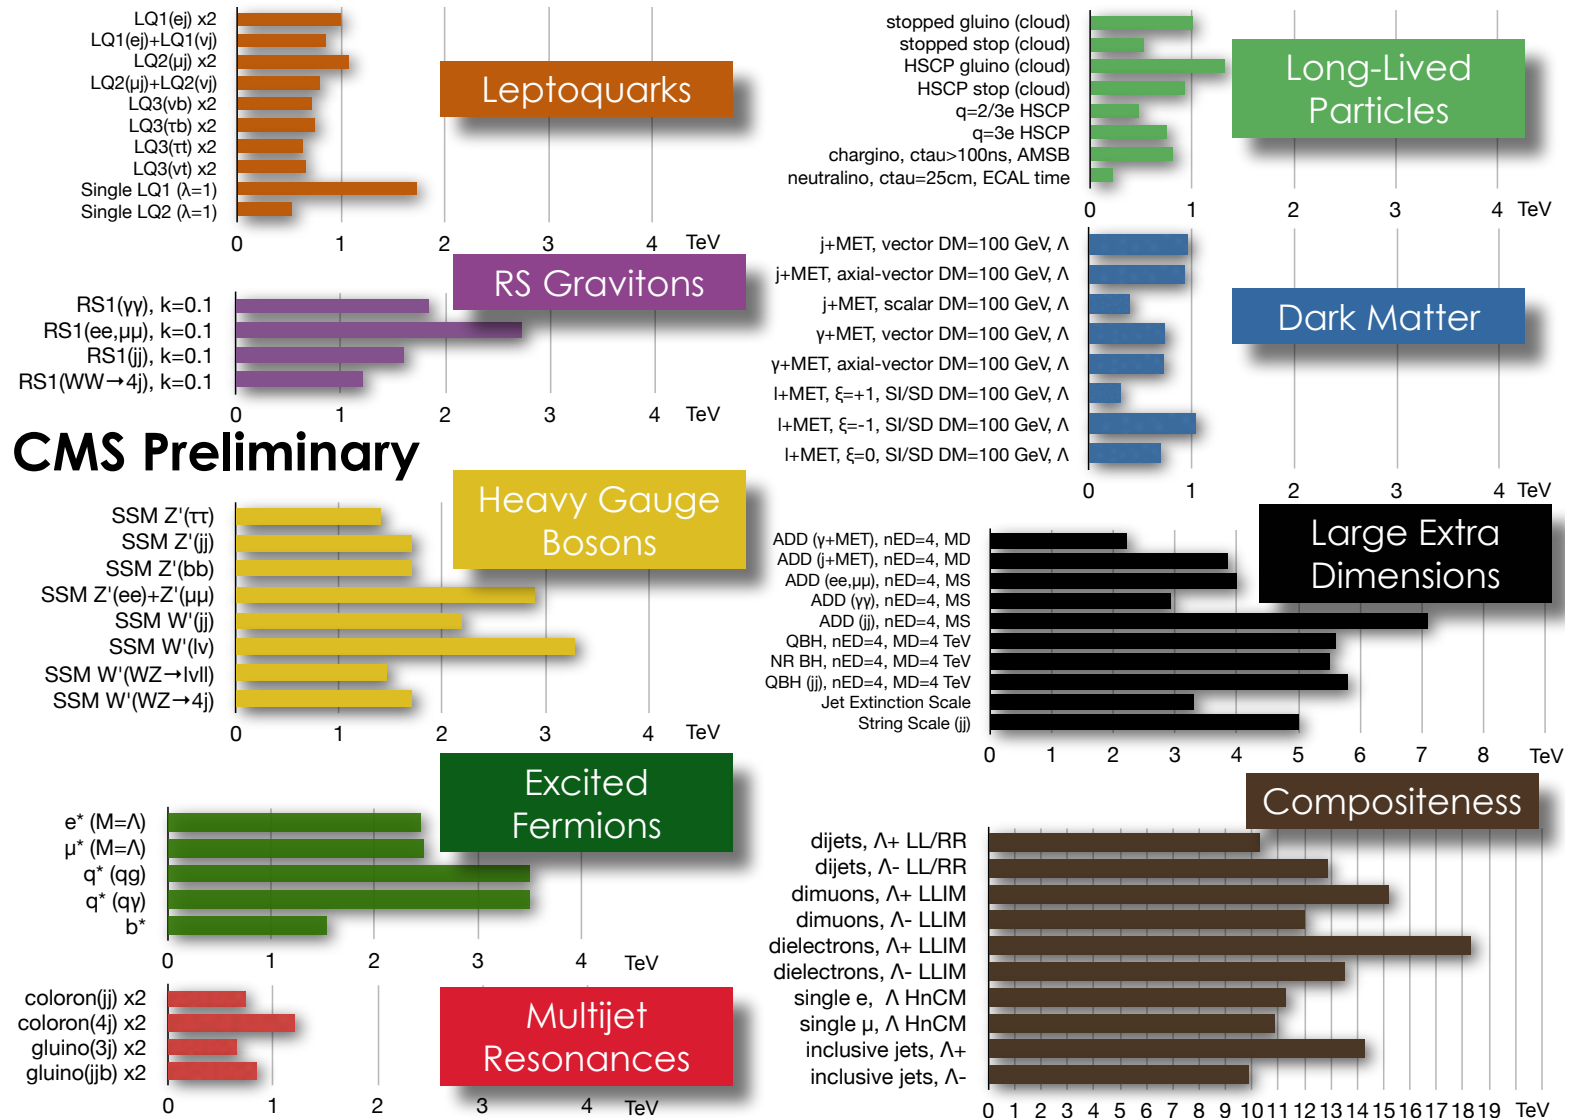 LQ1(ej) x2
LQ1(ej)+LQ1(νj)
LQ2(μj) x2
LQ2(μj)+LQ2(νj)
LQ3(νb) x2
LQ3(τb) x2
LQ3(τt) x2
LQ3(vt) x2
Single LQ1 (λ=1)
Single LQ2 (λ=1)
0 1 2 3 4 TeV
Leptoquarks
RS Gravitons
RS1(γγ), k=0.1
RS1(ee,μμ), k=0.1
RS1(jj), k=0.1
RS1(WW→4j), k=0.1
0 1 2 3 4 TeV
CMS Preliminary
Heavy Gauge
Bosons
SSM Z'(ττ)
SSM Z'(jj)
SSM Z'(bb)
SSM Z'(ee)+Z'(μμ)
SSM W'(jj)
SSM W'(lν)
SSM W'(WZ→lνll)
SSM W'(WZ→4j)
0 1 2 3 4 TeV
Excited
Fermions
e* (M=Λ)
μ* (M=Λ)
q* (qg)
q* (qγ)
b*
0 1 2 3 4 TeV
coloron(jj) x2
coloron(4j) x2
gluino(3j) x2
gluino(jjb) x2
0 1 2 3 4 TeV
Multijet
Resonances
stopped gluino (cloud)
stopped stop (cloud)
HSCP gluino (cloud)
HSCP stop (cloud)
q=2/3e HSCP
q=3e HSCP
chargino, ctau>100ns, AMSB
neutralino, ctau=25cm, ECAL time
0 1 2 3 4 TeV
Long-Lived
Particles
j+MET, vector DM=100 GeV, Λ
j+MET, axial-vector DM=100 GeV, Λ
j+MET, scalar DM=100 GeV, Λ
γ+MET, vector DM=100 GeV, Λ
γ+MET, axial-vector DM=100 GeV, Λ
l+MET, ξ=+1, SI/SD DM=100 GeV, Λ
l+MET, ξ=-1, SI/SD DM=100 GeV, Λ
l+MET, ξ=0, SI/SD DM=100 GeV, Λ
0 1 2 3 4 TeV
Dark Matter
Large Extra
Dimensions
ADD (γ+MET), nED=4, MD
ADD (j+MET), nED=4, MD
ADD (ee,μμ), nED=4, MS
ADD (γγ), nED=4, MS
ADD (jj), nED=4, MS
QBH, nED=4, MD=4 TeV
NR BH, nED=4, MD=4 TeV
QBH (jj), nED=4, MD=4 TeV
Jet Extinction Scale
String Scale (jj)
0 1 2 3 4 5 6 7 8 TeV
Compositeness
dijets, Λ+ LL/RR
dijets, Λ- LL/RR
dimuons, Λ+ LLIM
dimuons, Λ- LLIM
dielectrons, Λ+ LLIM
dielectrons, Λ- LLIM
single e, Λ HnCM
single μ, Λ HnCM
inclusive jets, Λ+
inclusive jets, Λ-
0 1 2 3 4 5 6 7 8 9 10 11 12 13 14 15 16 17 18 19 TeV